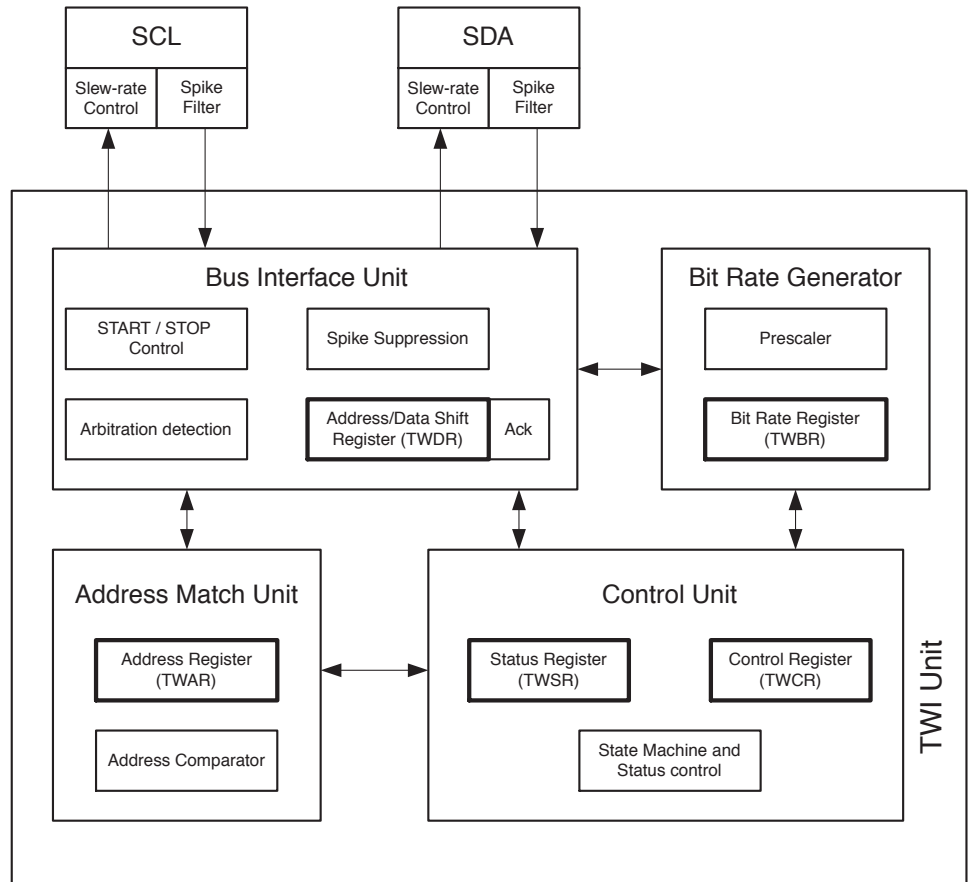 SCL
Slew-rate
Control
Spike
Filter
SDA
Slew-rate
Control
Spike
Filter
Bus Interface Unit
START / STOP
Control
Spike Suppression
Arbitration detection
Address/Data Shift
Register (TWDR)
Ack
Bit Rate Generator
Prescaler
Bit Rate Register
(TWBR)
Address Match Unit
Address Register
(TWAR)
Address Comparator
Control Unit
Status Register
(TWSR)
Control Register
(TWCR)
State Machine and
Status control
TWI Unit